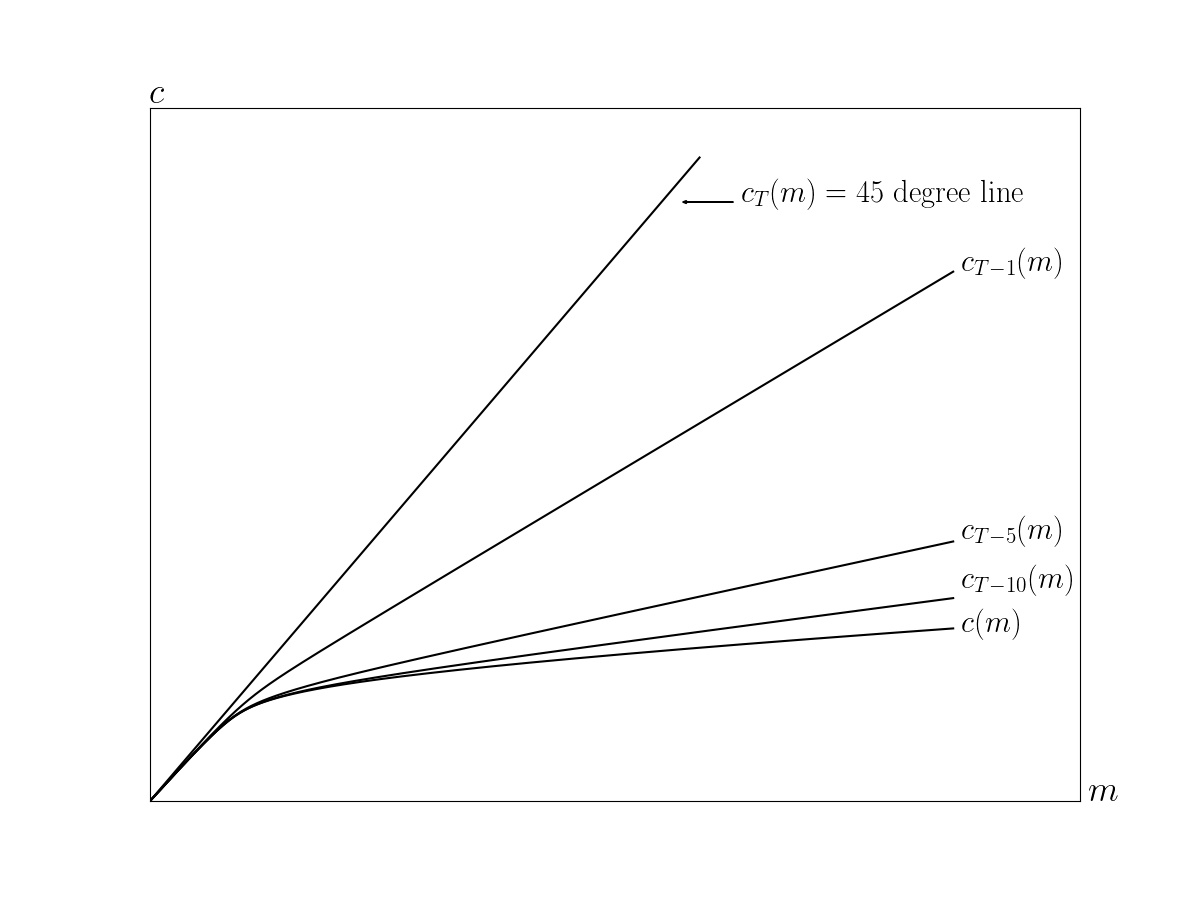 c
c_T(m) = 45 degree line
c_{T−1}(m)
c_{T−5}(m)
c_{T−10}(m)
c(m)
m